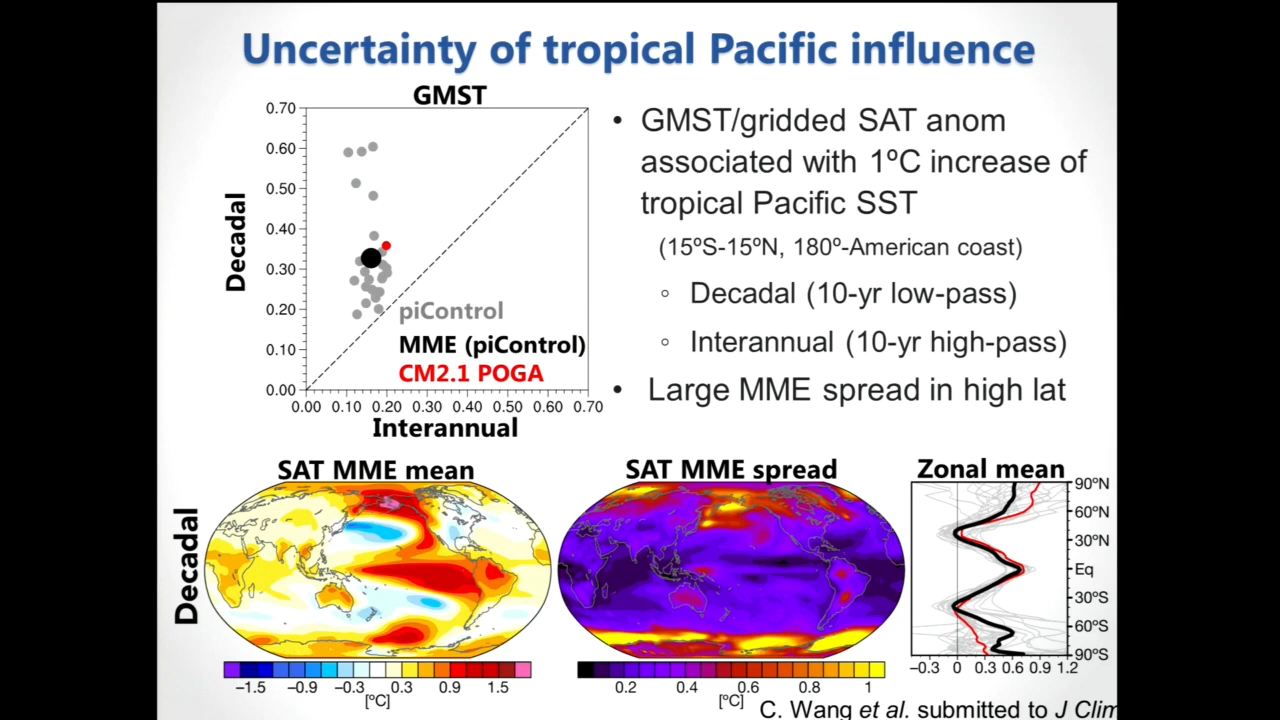 Uncertainty of tropical Pacific influence
GMST
0.70
0.60
0.50
0.40
0.30
0.20
0.10
0.00
Decadal
0.00 0.10 0.20 0.30 0.40 0.50 0.60 0.70
Interannual
piControl
MME (piControl)
CM2.1 POGA
• GMST/gridded SAT anom
associated with 1ºC increase of
tropical Pacific SST
(15ºS-15ºN, 180º-American coast)
◦ Decadal (10-yr low-pass)
◦ Interannual (10-yr high-pass)
• Large MME spread in high lat
Decadal
SAT MME mean
−1.5 −0.9 −0.3 0.3 0.9 1.5
[ºC]
SAT MME spread
0.2 0.4 0.6 0.8 1
[ºC]
Zonal mean
90ºN
60ºN
30ºN
Eq
30ºS
60ºS
90ºS
−0.3 0 0.3 0.6 0.9 1.2
C. Wang et al. submitted to J Clim